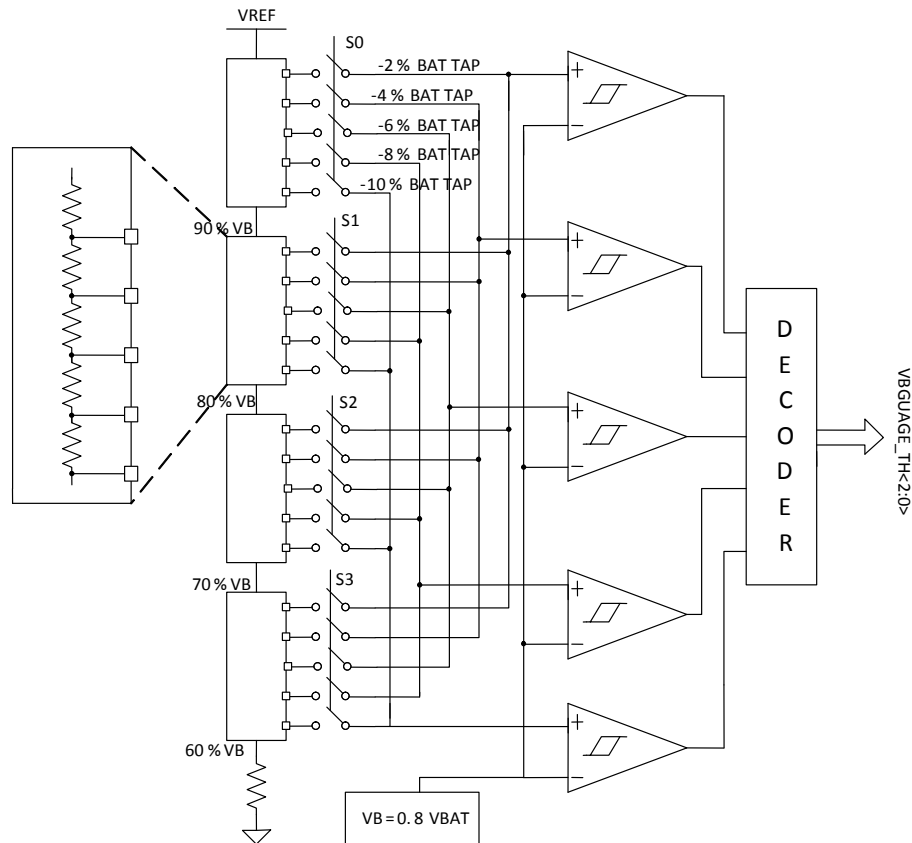 VREF
S0
-2 % BAT TAP
-4 % BAT TAP
-6 % BAT TAP
-8 % BAT TAP
-10 % BAT TAP
90 % VB
S1
80 % VB
S2
70 % VB
S3
60 % VB
VB = 0.8 VBAT
+
−
+
−
+
−
+
−
+
−
DECODER
VBGUAGE_TH<2:0>